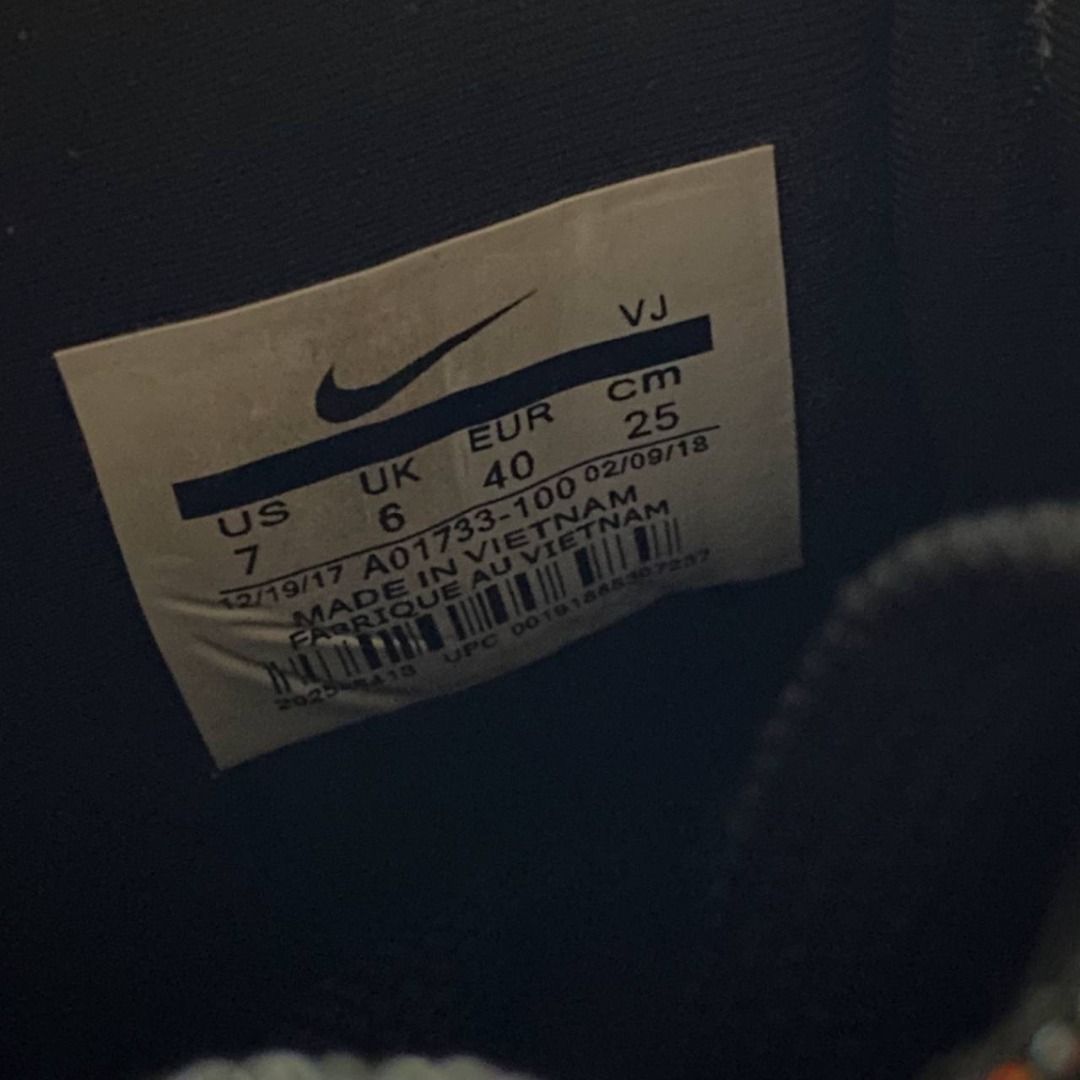 VJ
US UK EUR cm
7 6 40 25
12/19/17 AO1733-100 02/09/18
MADE IN VIETNAM
FABRIQUE AU VIETNAM
UPC